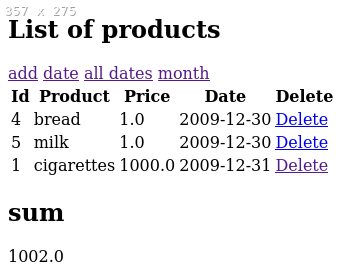 357 x 275
List of products
add date all dates month
Id Product Price Date Delete
4 bread 1.0 2009-12-30 Delete
5 milk 1.0 2009-12-30 Delete
1 cigarettes 1000.0 2009-12-31 Delete
sum
1002.0